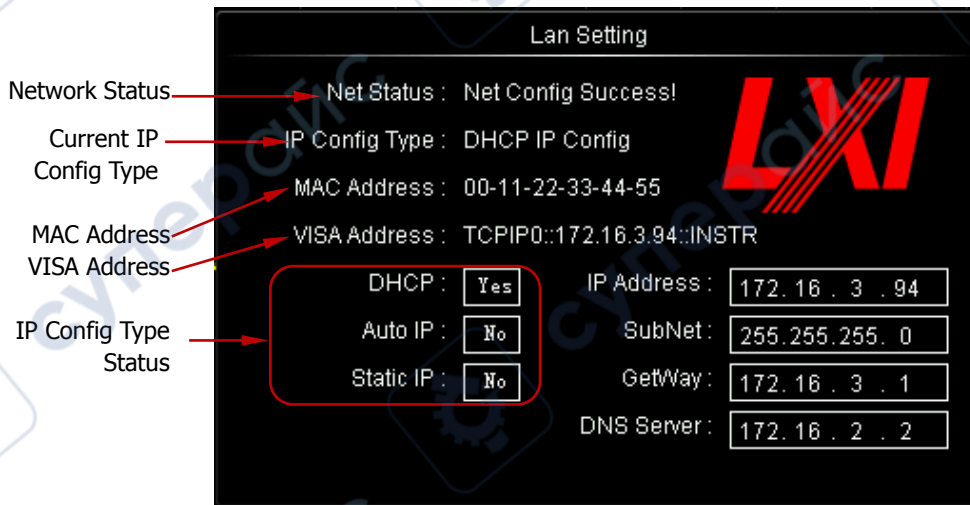 Lan Setting
Network Status
Net Status : Net Config Success!
Current IP
Config Type
IP Config Type : DHCP IP Config
MAC Address
MAC Address : 00-11-22-33-44-55
VISA Address
VISA Address : TCPIP0::172.16.3.94::INSTR
LXI
IP Config Type
Status
DHCP : Yes
Auto IP : No
Static IP : No
IP Address : 172. 16 . 3 . 94
SubNet : 255.255.255. 0
GetWay : 172. 16 . 3 . 1
DNS Server : 172. 16 . 2 . 2
суперайс
суперайс